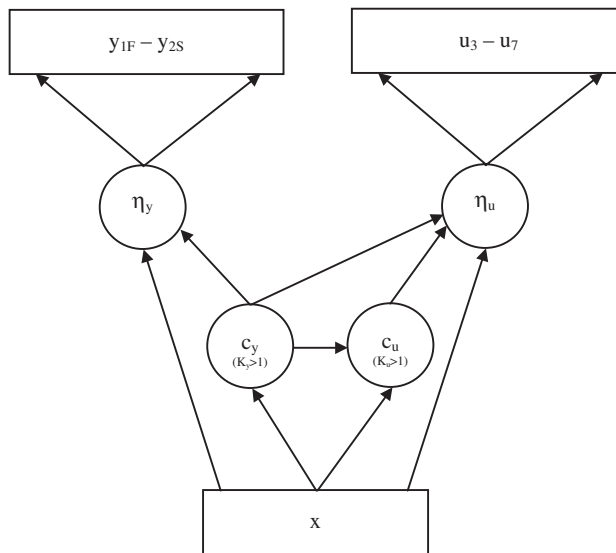 y1F – y2S
u3 – u7
ηy
ηu
cy
(Ky>1)
cu
(Ku>1)
x